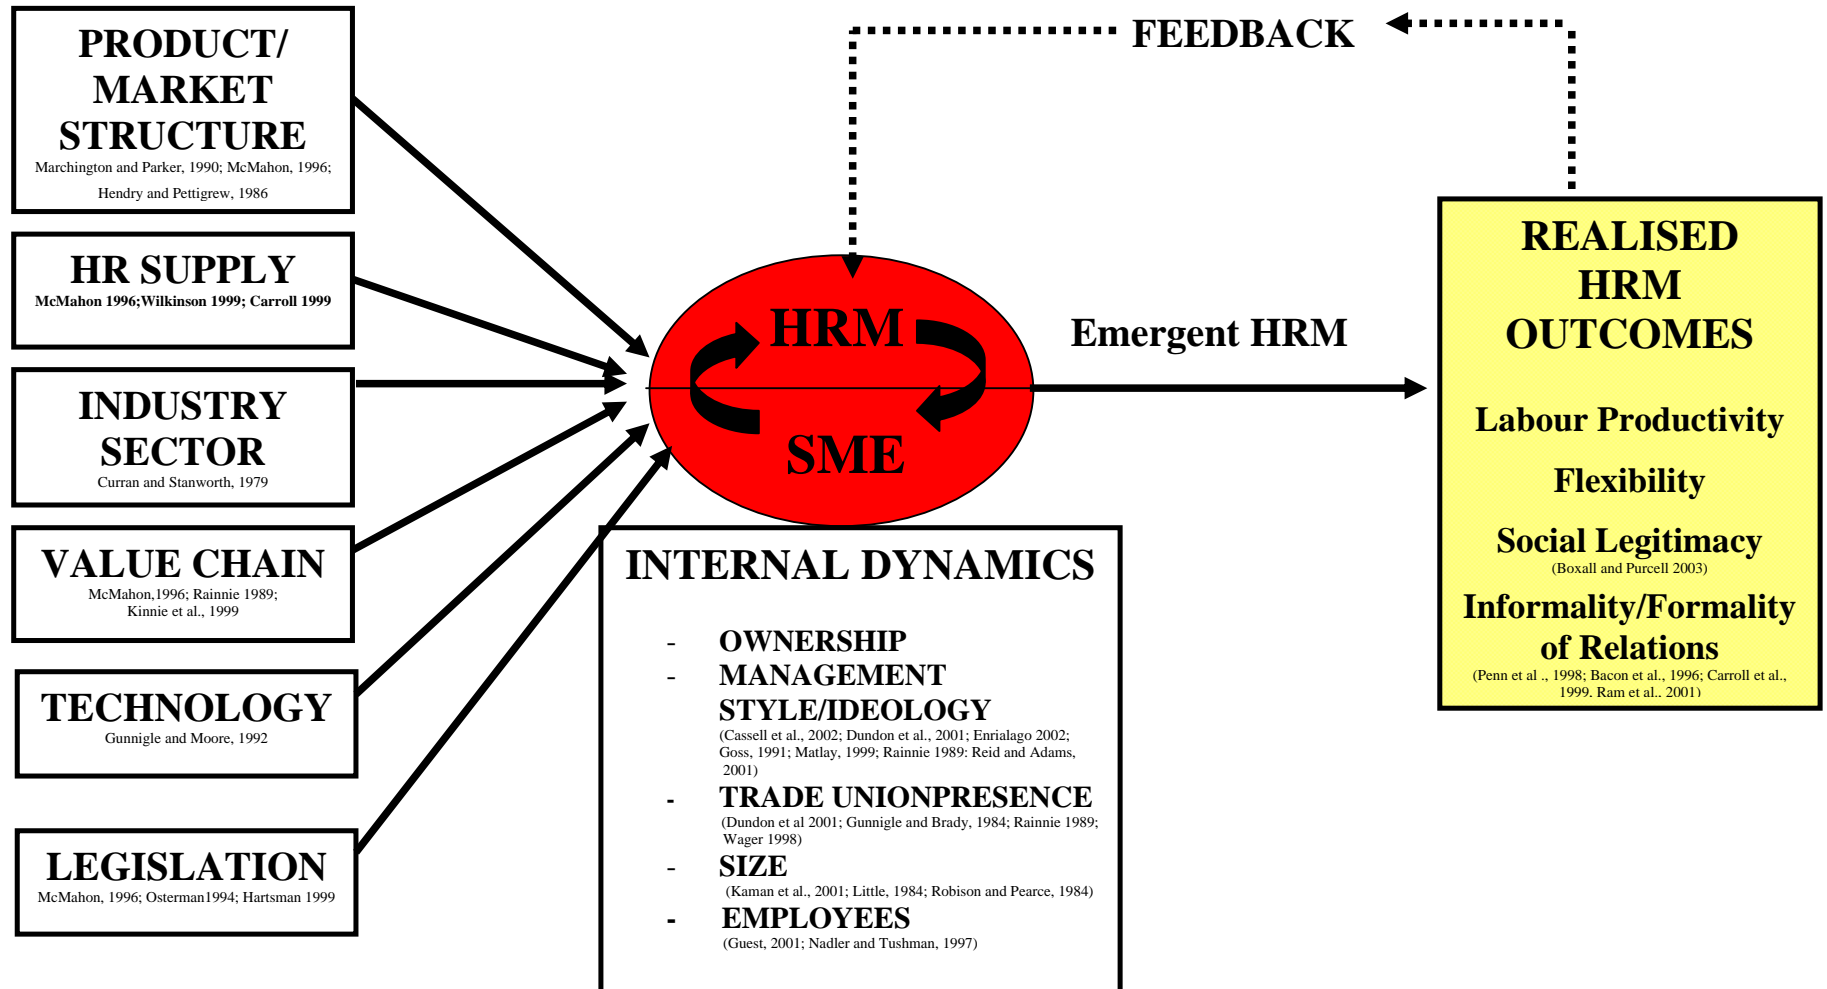 PRODUCT/
MARKET
STRUCTURE
Marchington and Parker, 1990; McMahon, 1996;
Hendry and Pettigrew, 1986
HR SUPPLY
McMahon 1996;Wilkinson 1999; Carroll 1999
INDUSTRY
SECTOR
Curran and Stanworth, 1979
VALUE CHAIN
McMahon,1996; Rainnie 1989;
Kinnie et al., 1999
TECHNOLOGY
Gunnigle and Moore, 1992
LEGISLATION
McMahon, 1996; Osterman1994; Hartsman 1999
FEEDBACK
HRM
SME
Emergent HRM
INTERNAL DYNAMICS
- OWNERSHIP
- MANAGEMENT
STYLE/IDEOLOGY
(Cassell et al., 2002; Dundon et al., 2001; Enrialago 2002;
Goss, 1991; Matlay, 1999; Rainnie 1989: Reid and Adams,
2001)
- TRADE UNIONPRESENCE
(Dundon et al 2001; Gunnigle and Brady, 1984; Rainnie 1989;
Wager 1998)
- SIZE
(Kaman et al., 2001; Little, 1984; Robison and Pearce, 1984)
- EMPLOYEES
(Guest, 2001; Nadler and Tushman, 1997)
REALISED
HRM
OUTCOMES
Labour Productivity
Flexibility
Social Legitimacy
(Boxall and Purcell 2003)
Informality/Formality
of Relations
(Penn et al ., 1998; Bacon et al., 1996; Carroll et al.,
1999. Ram et al.. 2001)